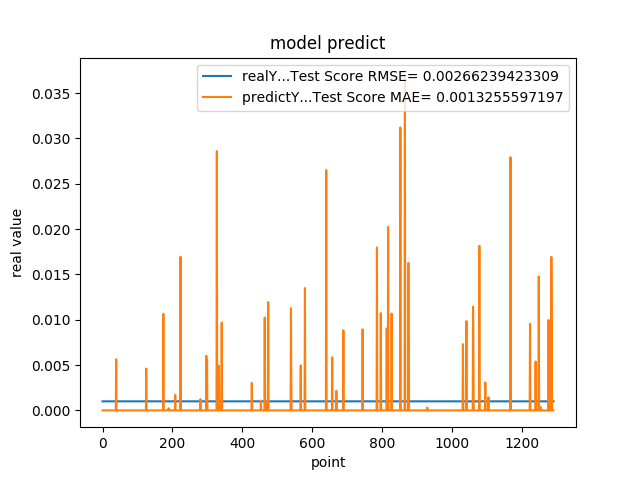 model predict
realY...Test Score RMSE= 0.00266239423309
predictY...Test Score MAE= 0.0013255597197
0.035
0.030
0.025
0.020
0.015
0.010
0.005
0.000
real value
0 200 400 600 800 1000 1200
point